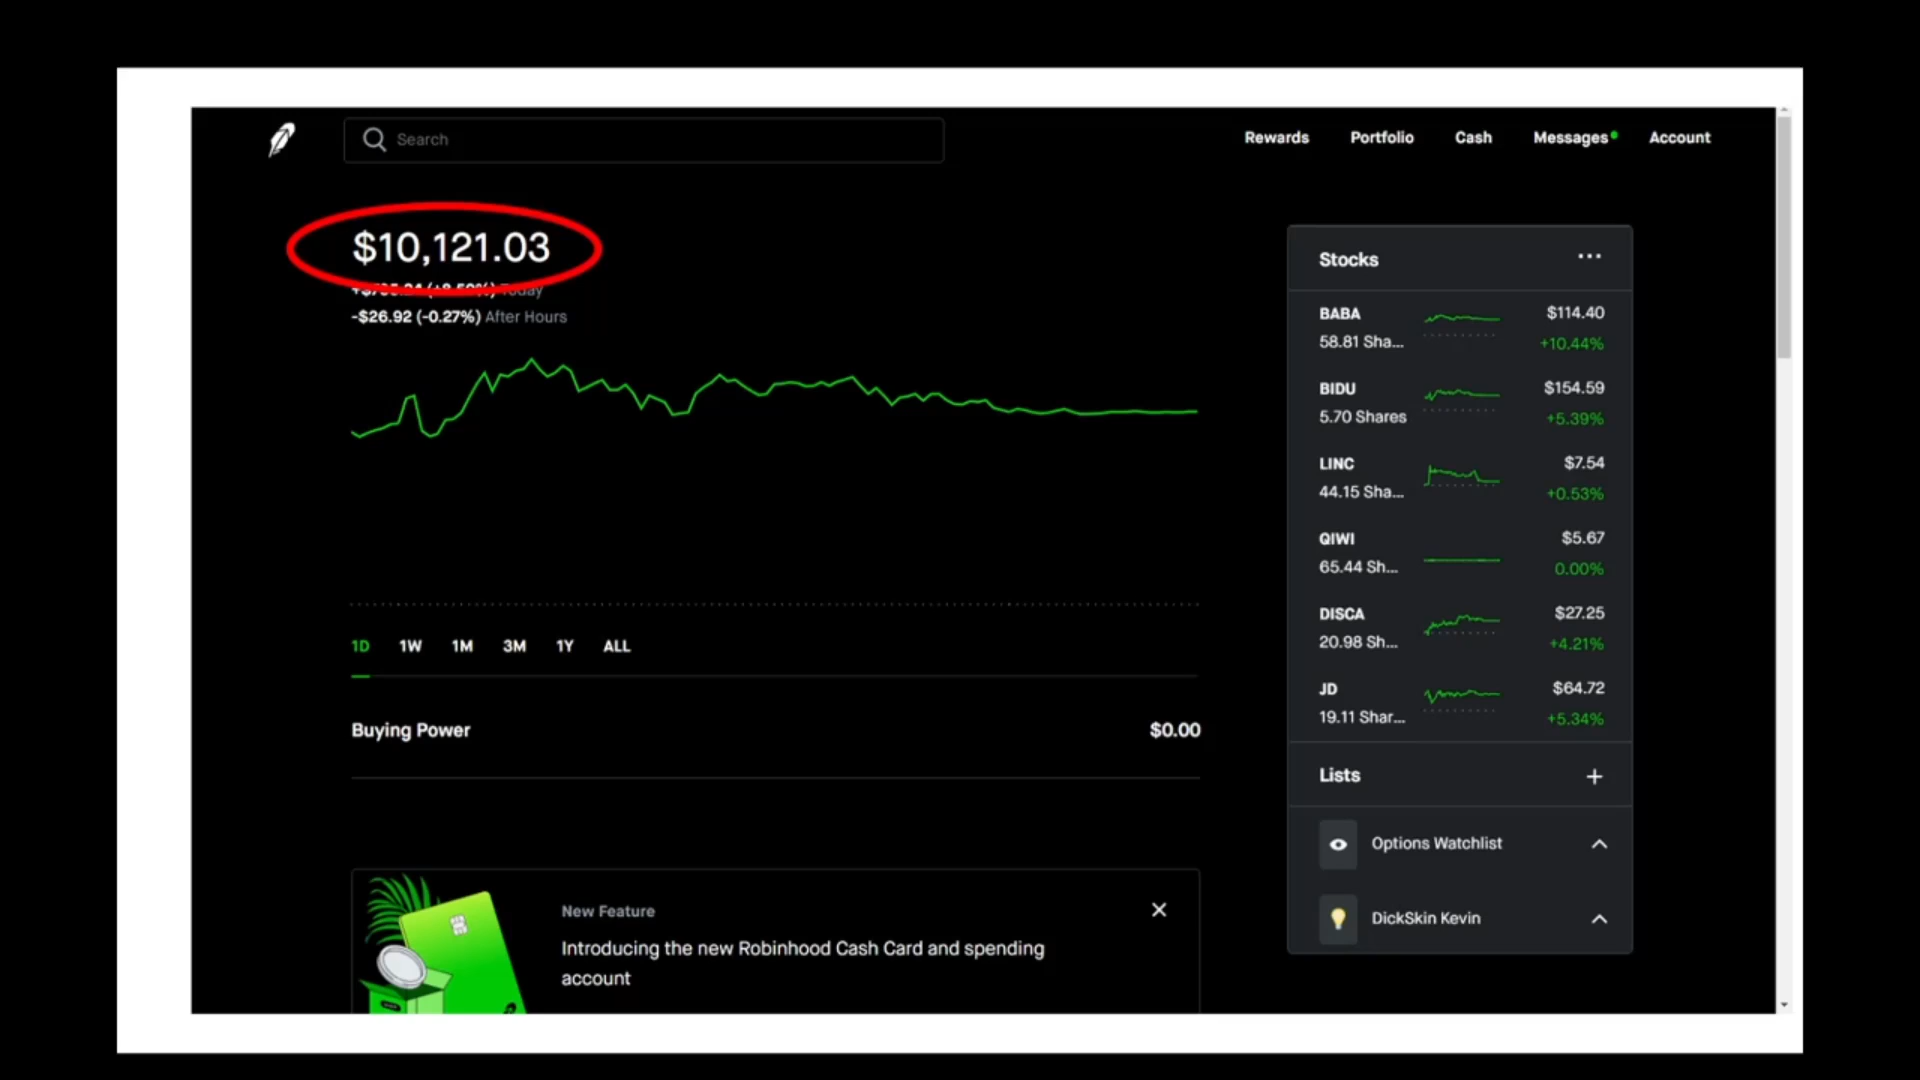 Search
Rewards
Portfolio
Cash
Messages
Account
$10,121.03
Today
-$26.92 (-0.27%) After Hours
1D
1W
1M
3M
1Y
ALL
Buying Power
$0.00
New Feature
Introducing the new Robinhood Cash Card and spending
account
Stocks
BABA
$114.40
58.81 Sha...
+10.44%
BIDU
$154.59
5.70 Shares
+5.39%
LINC
$7.54
44.15 Sha...
+0.53%
QIWI
$5.67
65.44 Sh...
0.00%
DISCA
$27.25
20.98 Sh...
+4.21%
JD
$64.72
19.11 Shar...
+5.34%
Lists
Options Watchlist
DickSkin Kevin